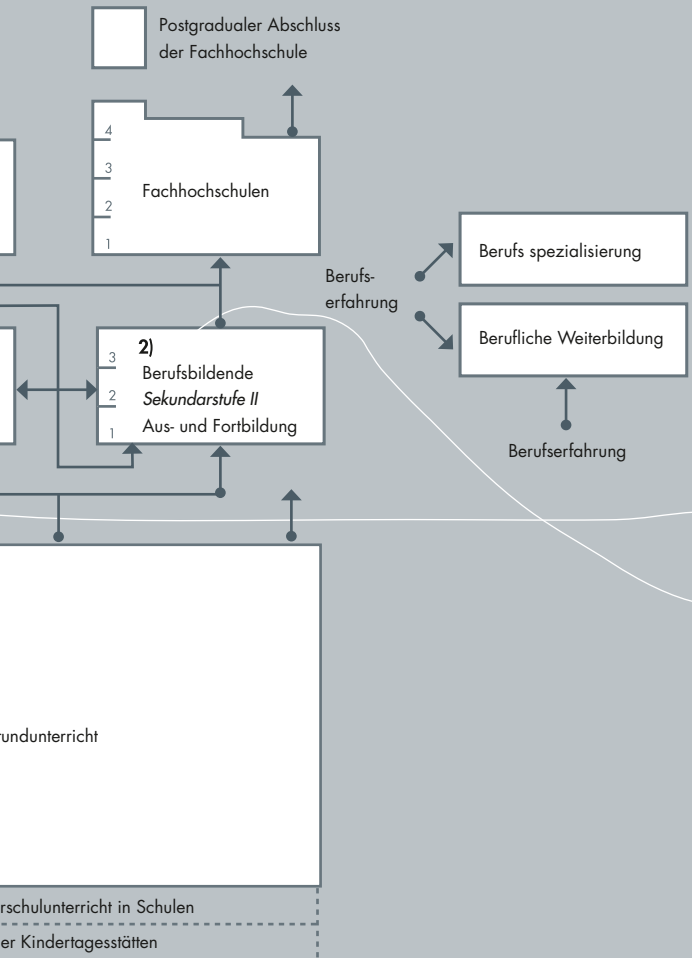 Postgradualer Abschluss
der Fachhochschule
4
3
2
1
Fachhochschulen
Berufs-
erfahrung
Berufs spezialisierung
Berufliche Weiterbildung
Berufserfahrung
3
2
1
2)
Berufsbildende
Sekundarstufe II
Aus- und Fortbildung
rundunterricht
rschulunterricht in Schulen
er Kindertagesstätten